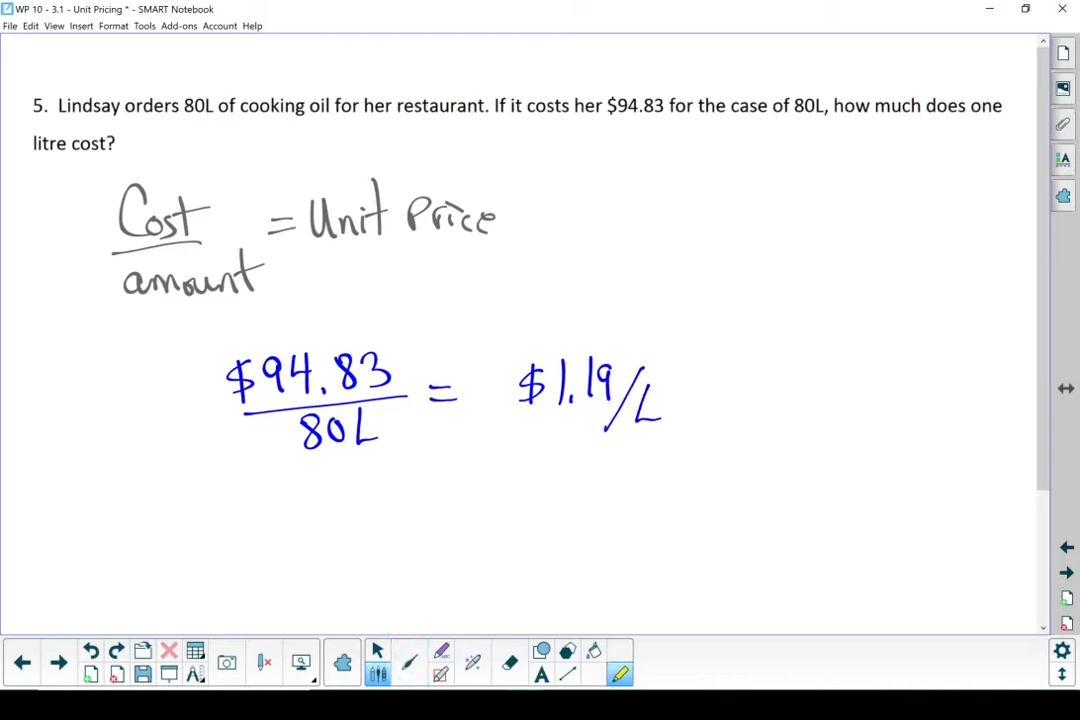 WP 10 - 3.1 - Unit Pricing * - SMART Notebook
File Edit View Insert Format Tools Add-ons Account Help
5. Lindsay orders 80L of cooking oil for her restaurant. If it costs her $94.83 for the case of 80L, how much does one
litre cost?
Cost
amount
= Unit Price
$94.83
80L
= $1.19/L